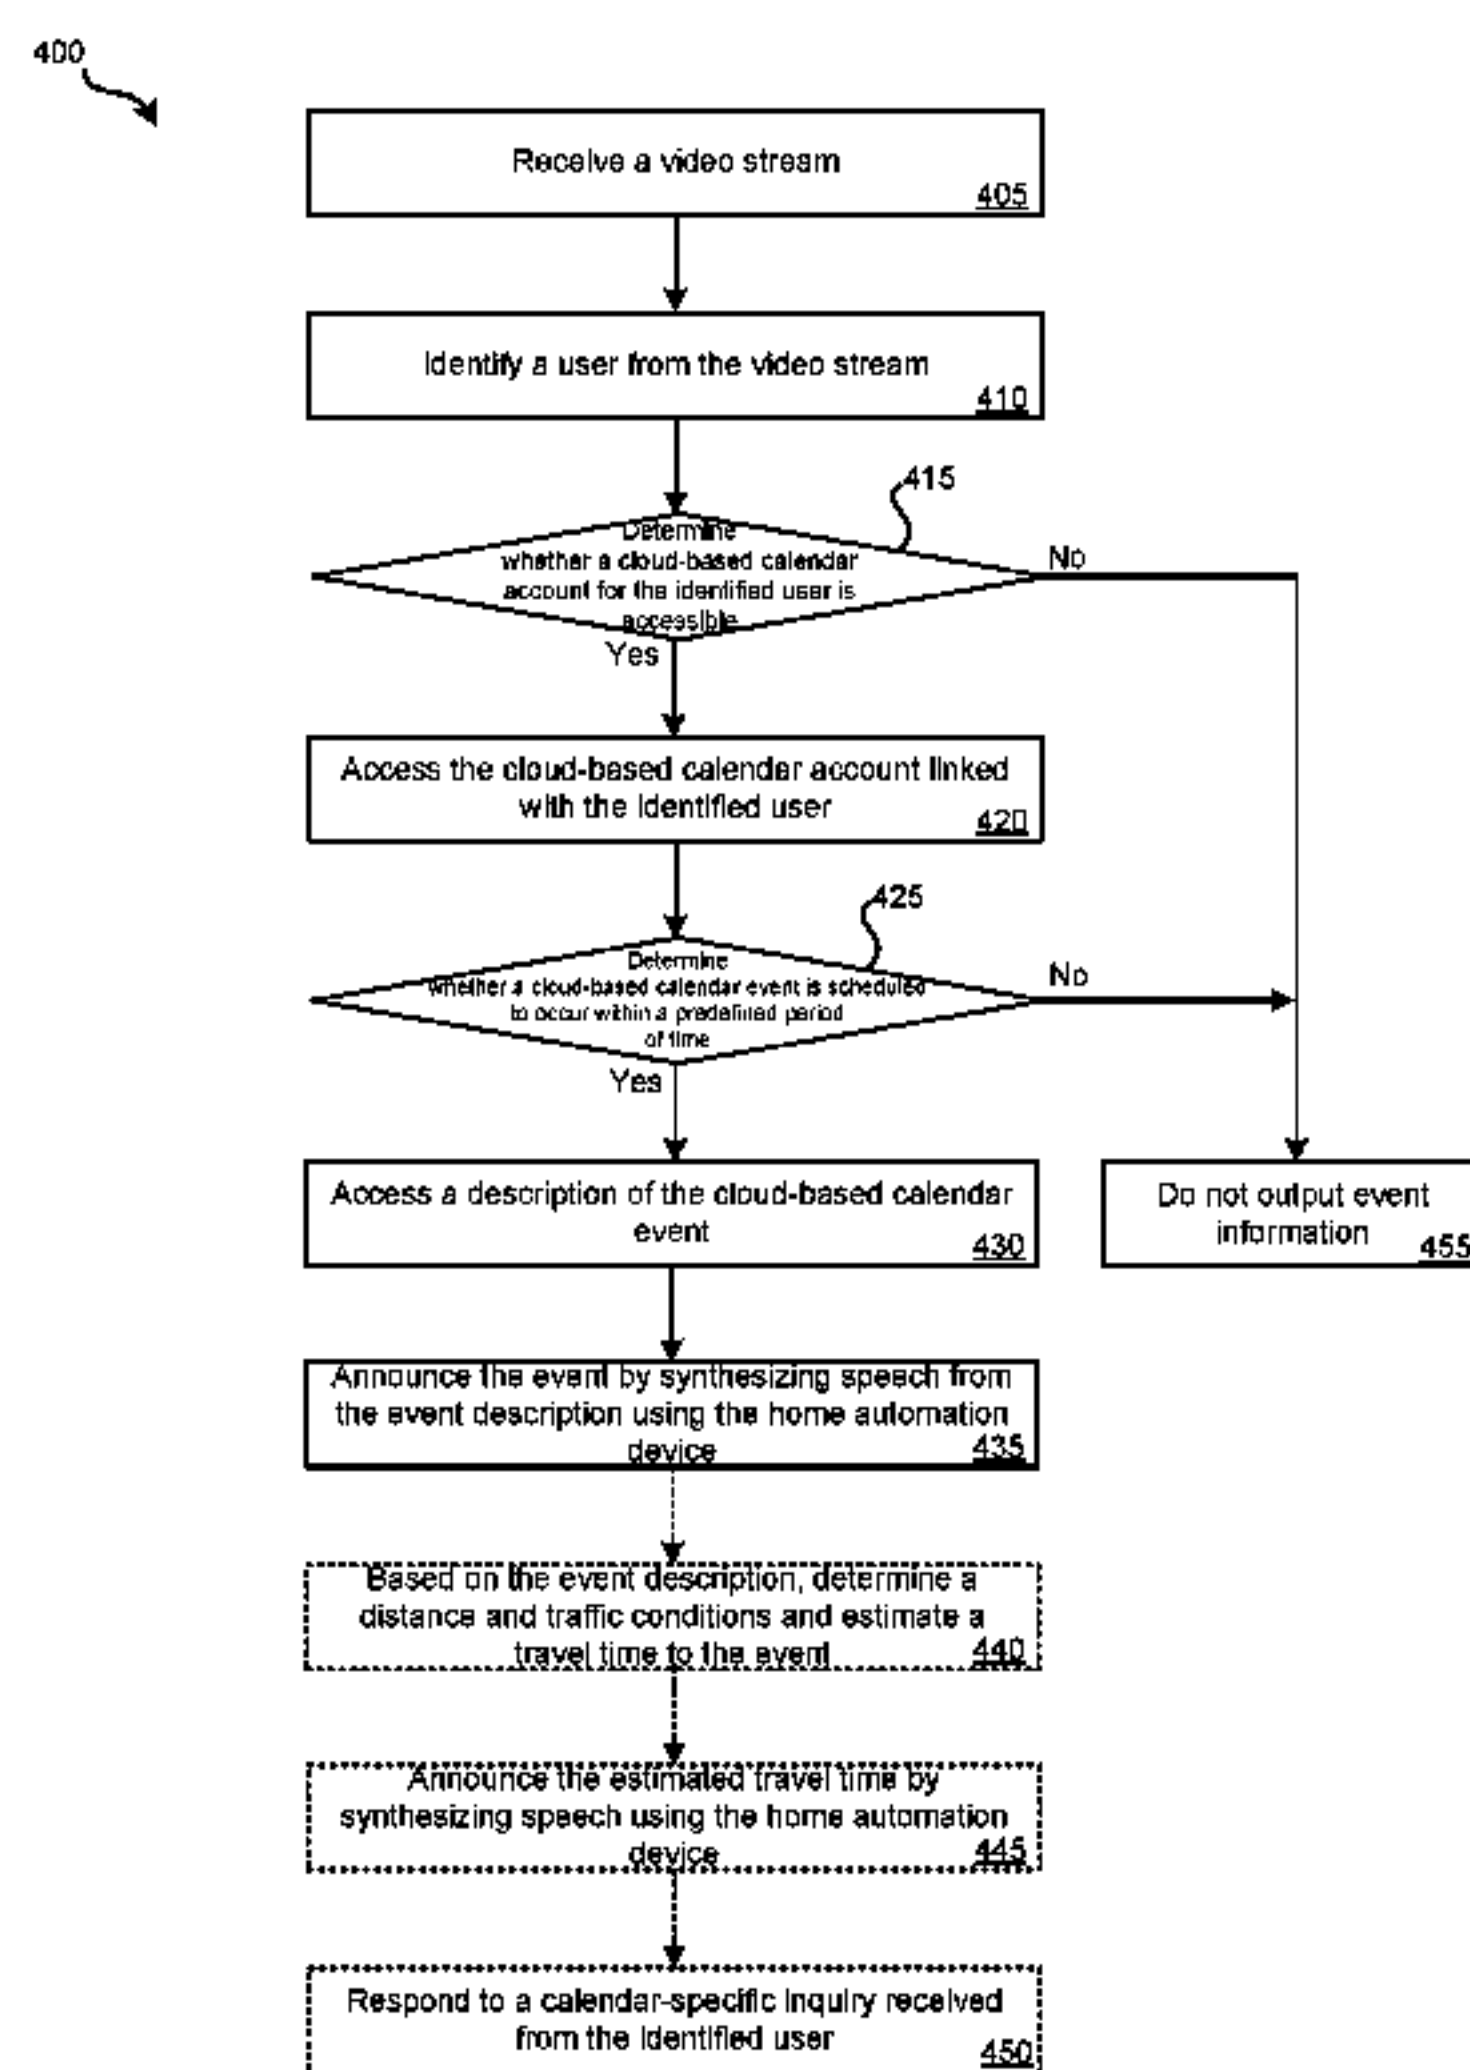 400
Receive a video stream
405
Identify a user from the video stream
410
415
Determine
whether a cloud-based calendar
account for the identified user is
accessible
No
Yes
Access the cloud-based calendar account linked
with the identified user
420
425
Determine
whether a cloud-based calendar event is scheduled
to occur within a predefined period
of time
No
Yes
Access a description of the cloud-based calendar
event
430
Do not output event
information
455
Announce the event by synthesizing speech from
the event description using the home automation
device
435
Based on the event description, determine a
distance and traffic conditions and estimate a
travel time to the event
440
Announce the estimated travel time by
synthesizing speech using the home automation
device
445
Respond to a calendar-specific inquiry received
from the identified user
450